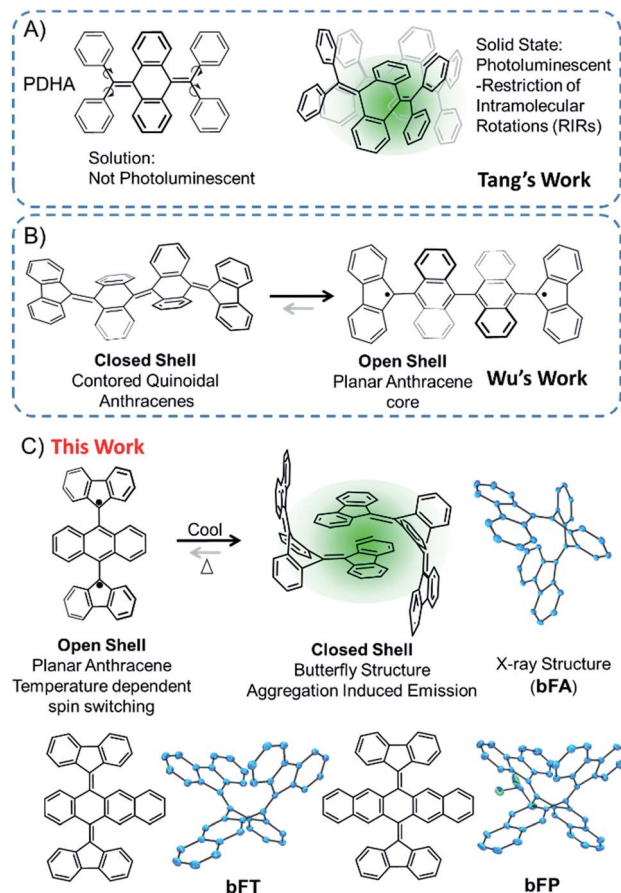 A)
PDHA
Solution:
Not Photoluminescent
Solid State:
Photoluminescent
-Restriction of
Intramolecular
Rotations (RIRs)
Tang's Work
B)
Closed Shell
Contored Quinoidal
Anthracenes
Open Shell
Planar Anthracene
core
Wu's Work
C) This Work
Cool
Δ
Open Shell
Planar Anthracene
Temperature dependent
spin switching
Closed Shell
Butterfly Structure
Aggregation Induced Emission
X-ray Structure
(bFA)
bFT
bFP